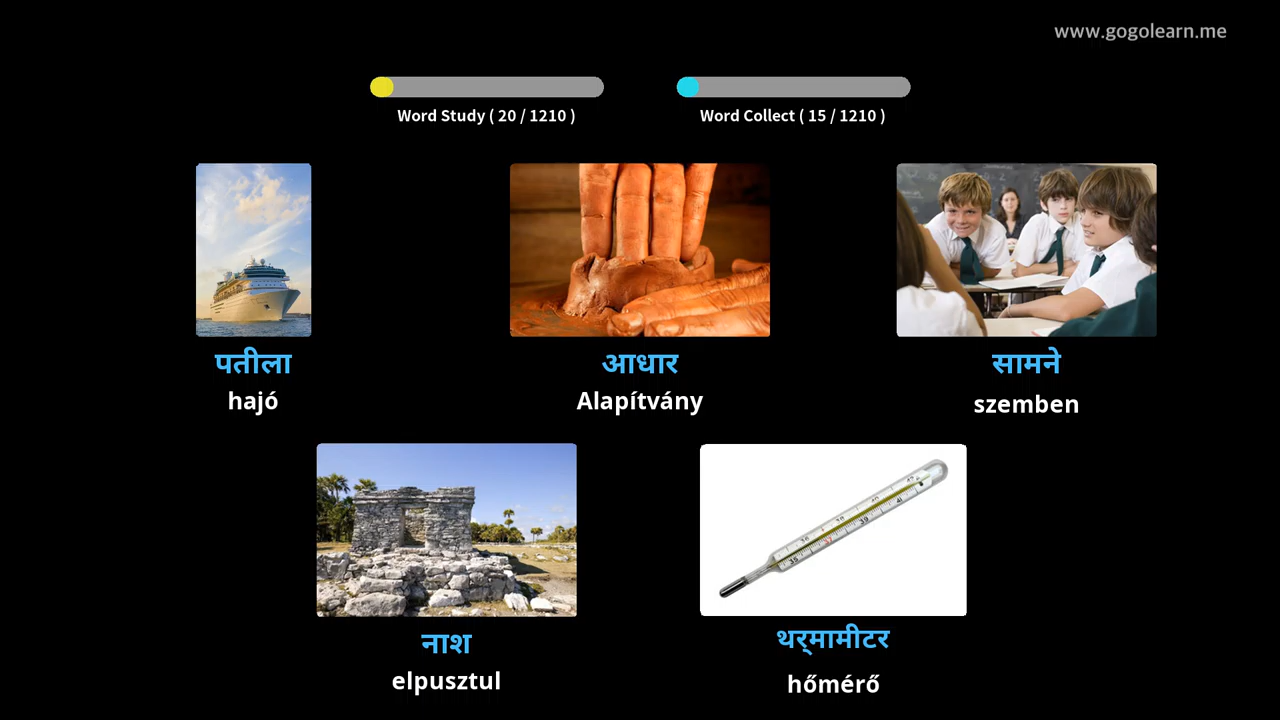 www.gogolearn.me
Word Study ( 20 / 1210 )
Word Collect ( 15 / 1210 )
पतीला
hajó
आधार
Alapítvány
सामने
szemben
नाश
elpusztul
थर्मामीटर
hőmérő